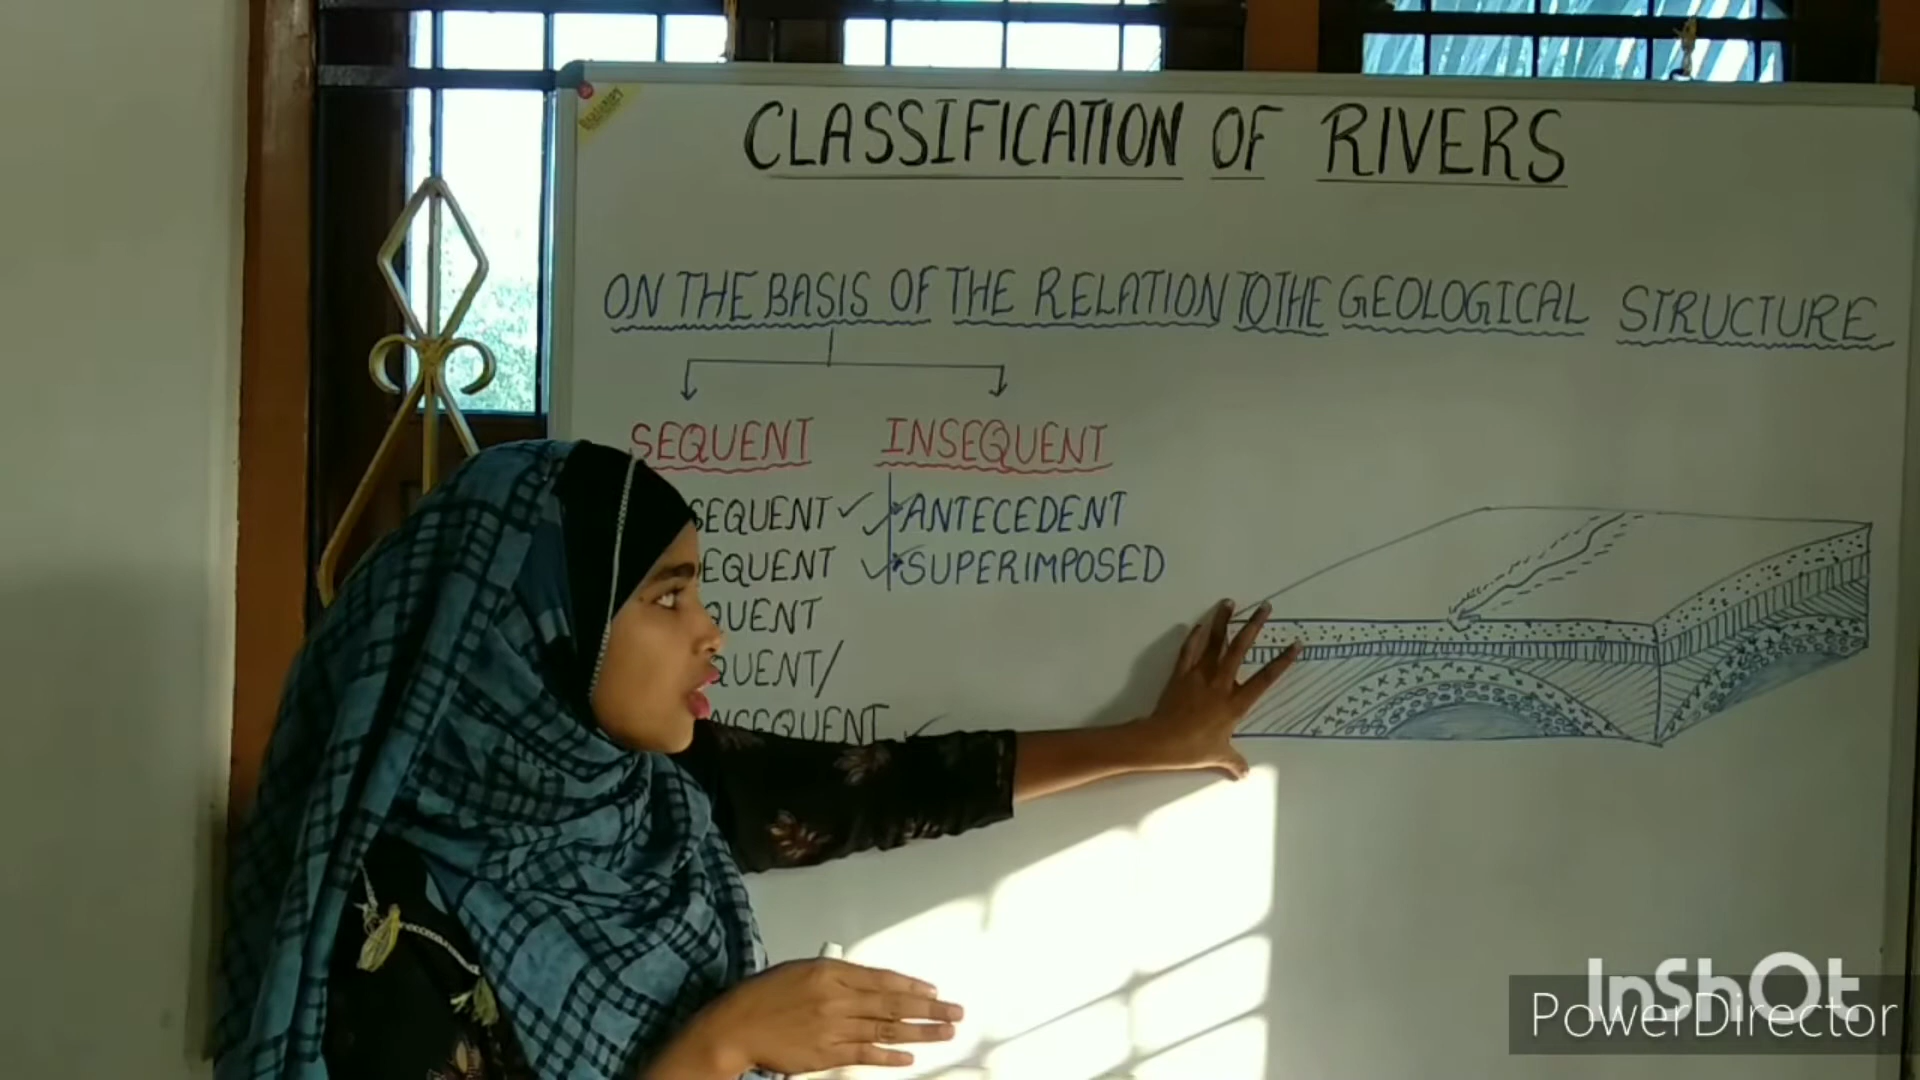 CLASSIFICATION OF RIVERS
ON THE BASIS OF THE RELATION TO THE GEOLOGICAL STRUCTURE
SEQUENT INSEQUENT
SEQUENT ANTECEDENT
EQUENT SUPERIMPOSED
QUENT
QUENT/
NSEQUENT
InShOt
PowerDirector